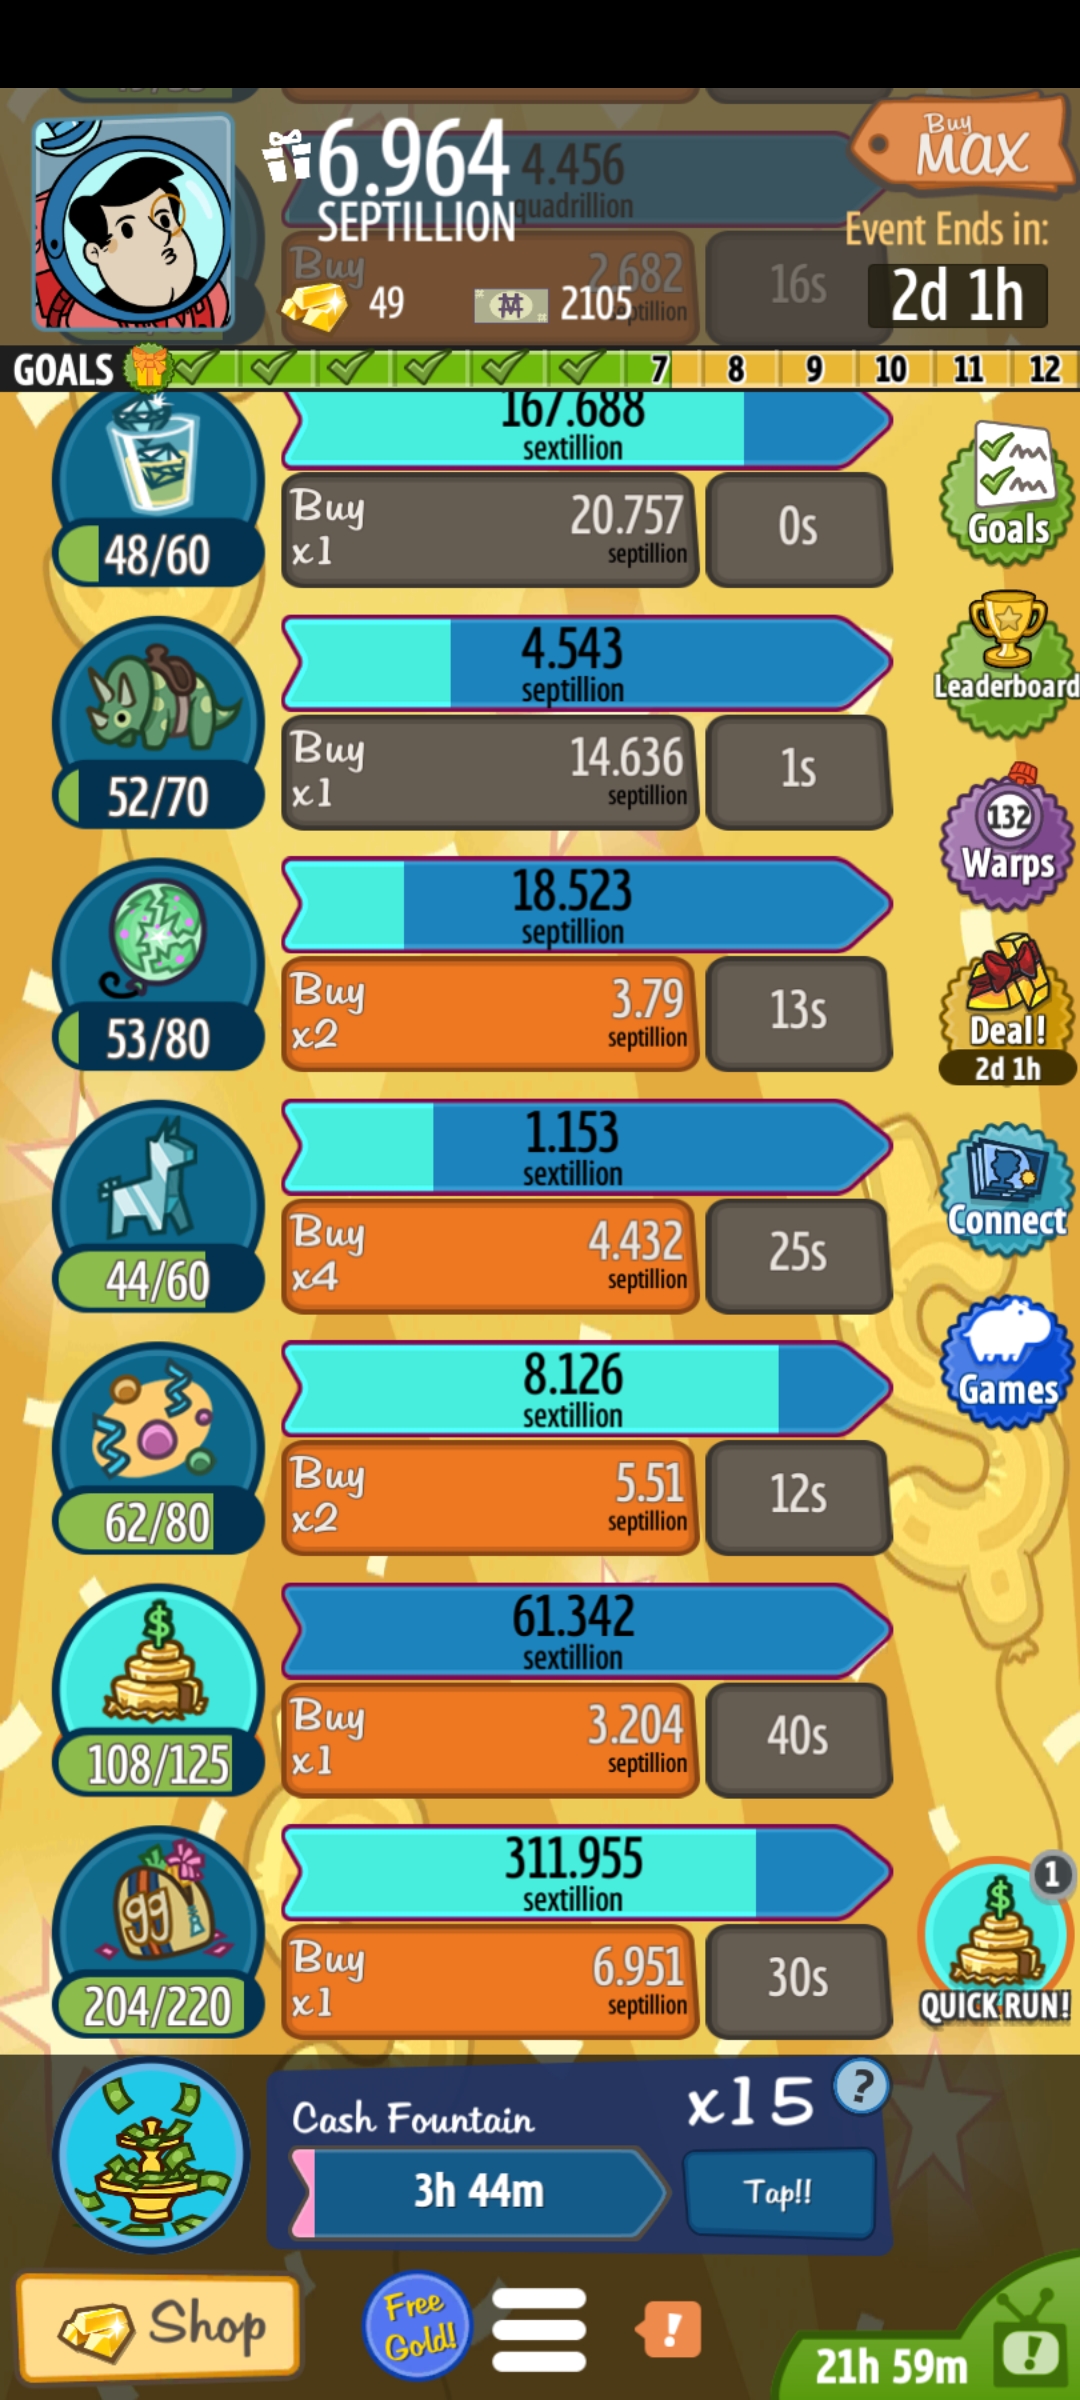 6.964
SEPTILLION
4.456
quadrillion
Buy
MAX
Event Ends in:
2d 1h
Buy
2.682
septillion
16s
49
2105
GOALS
7
8
9
10
11
12
167.688
sextillion
48/60
Buy
x1
20.757
septillion
0s
Goals
4.543
septillion
52/70
Buy
x1
14.636
septillion
1s
Leaderboard
132
Warps
18.523
septillion
53/80
Buy
x2
3.79
septillion
13s
Deal!
2d 1h
1.153
sextillion
44/60
Buy
x4
4.432
septillion
25s
Connect
8.126
sextillion
62/80
Buy
x2
5.51
septillion
12s
Games
61.342
sextillion
108/125
Buy
x1
3.204
septillion
40s
311.955
sextillion
99
204/220
Buy
x1
6.951
septillion
30s
1
QUICK RUN!
Cash Fountain
x15
?
3h 44m
Tap!!
Shop
Free
Gold!
!
21h 59m
!